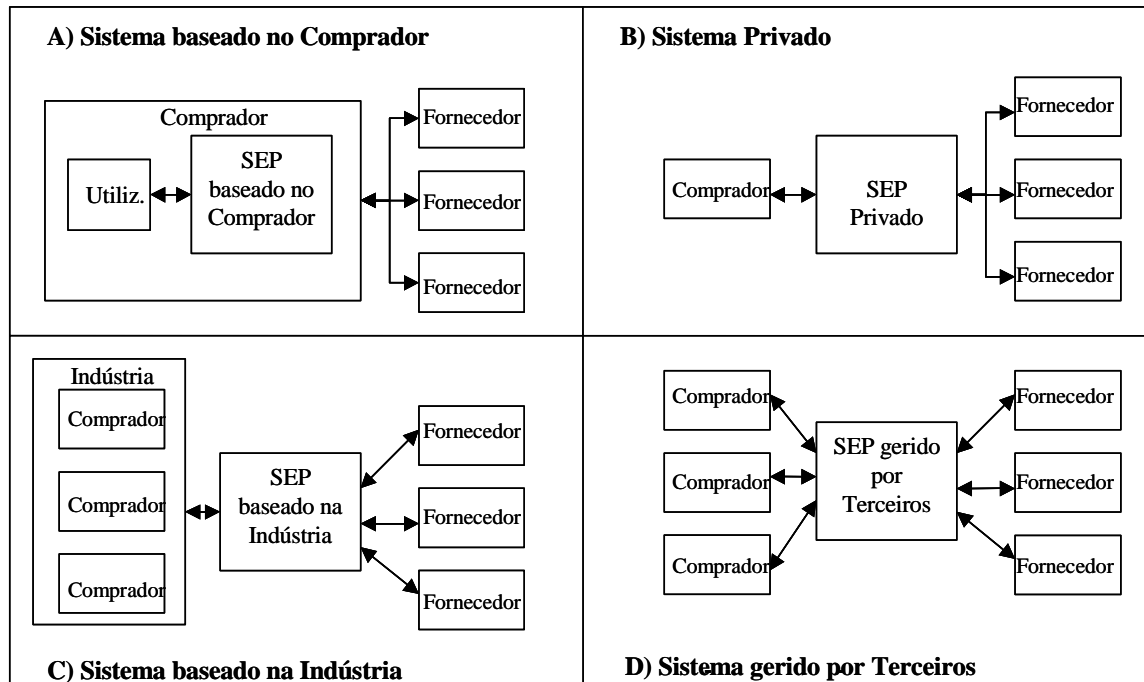 A) Sistema baseado no Comprador
Comprador
Utiliz.
SEP
baseado no
Comprador
Fornecedor
Fornecedor
Fornecedor
B) Sistema Privado
Comprador
SEP
Privado
Fornecedor
Fornecedor
Fornecedor
Indústria
Comprador
Comprador
Comprador
SEP
baseado na
Indústria
Fornecedor
Fornecedor
Fornecedor
C) Sistema baseado na Indústria
Comprador
Comprador
Comprador
SEP gerido
por
Terceiros
Fornecedor
Fornecedor
Fornecedor
D) Sistema gerido por Terceiros